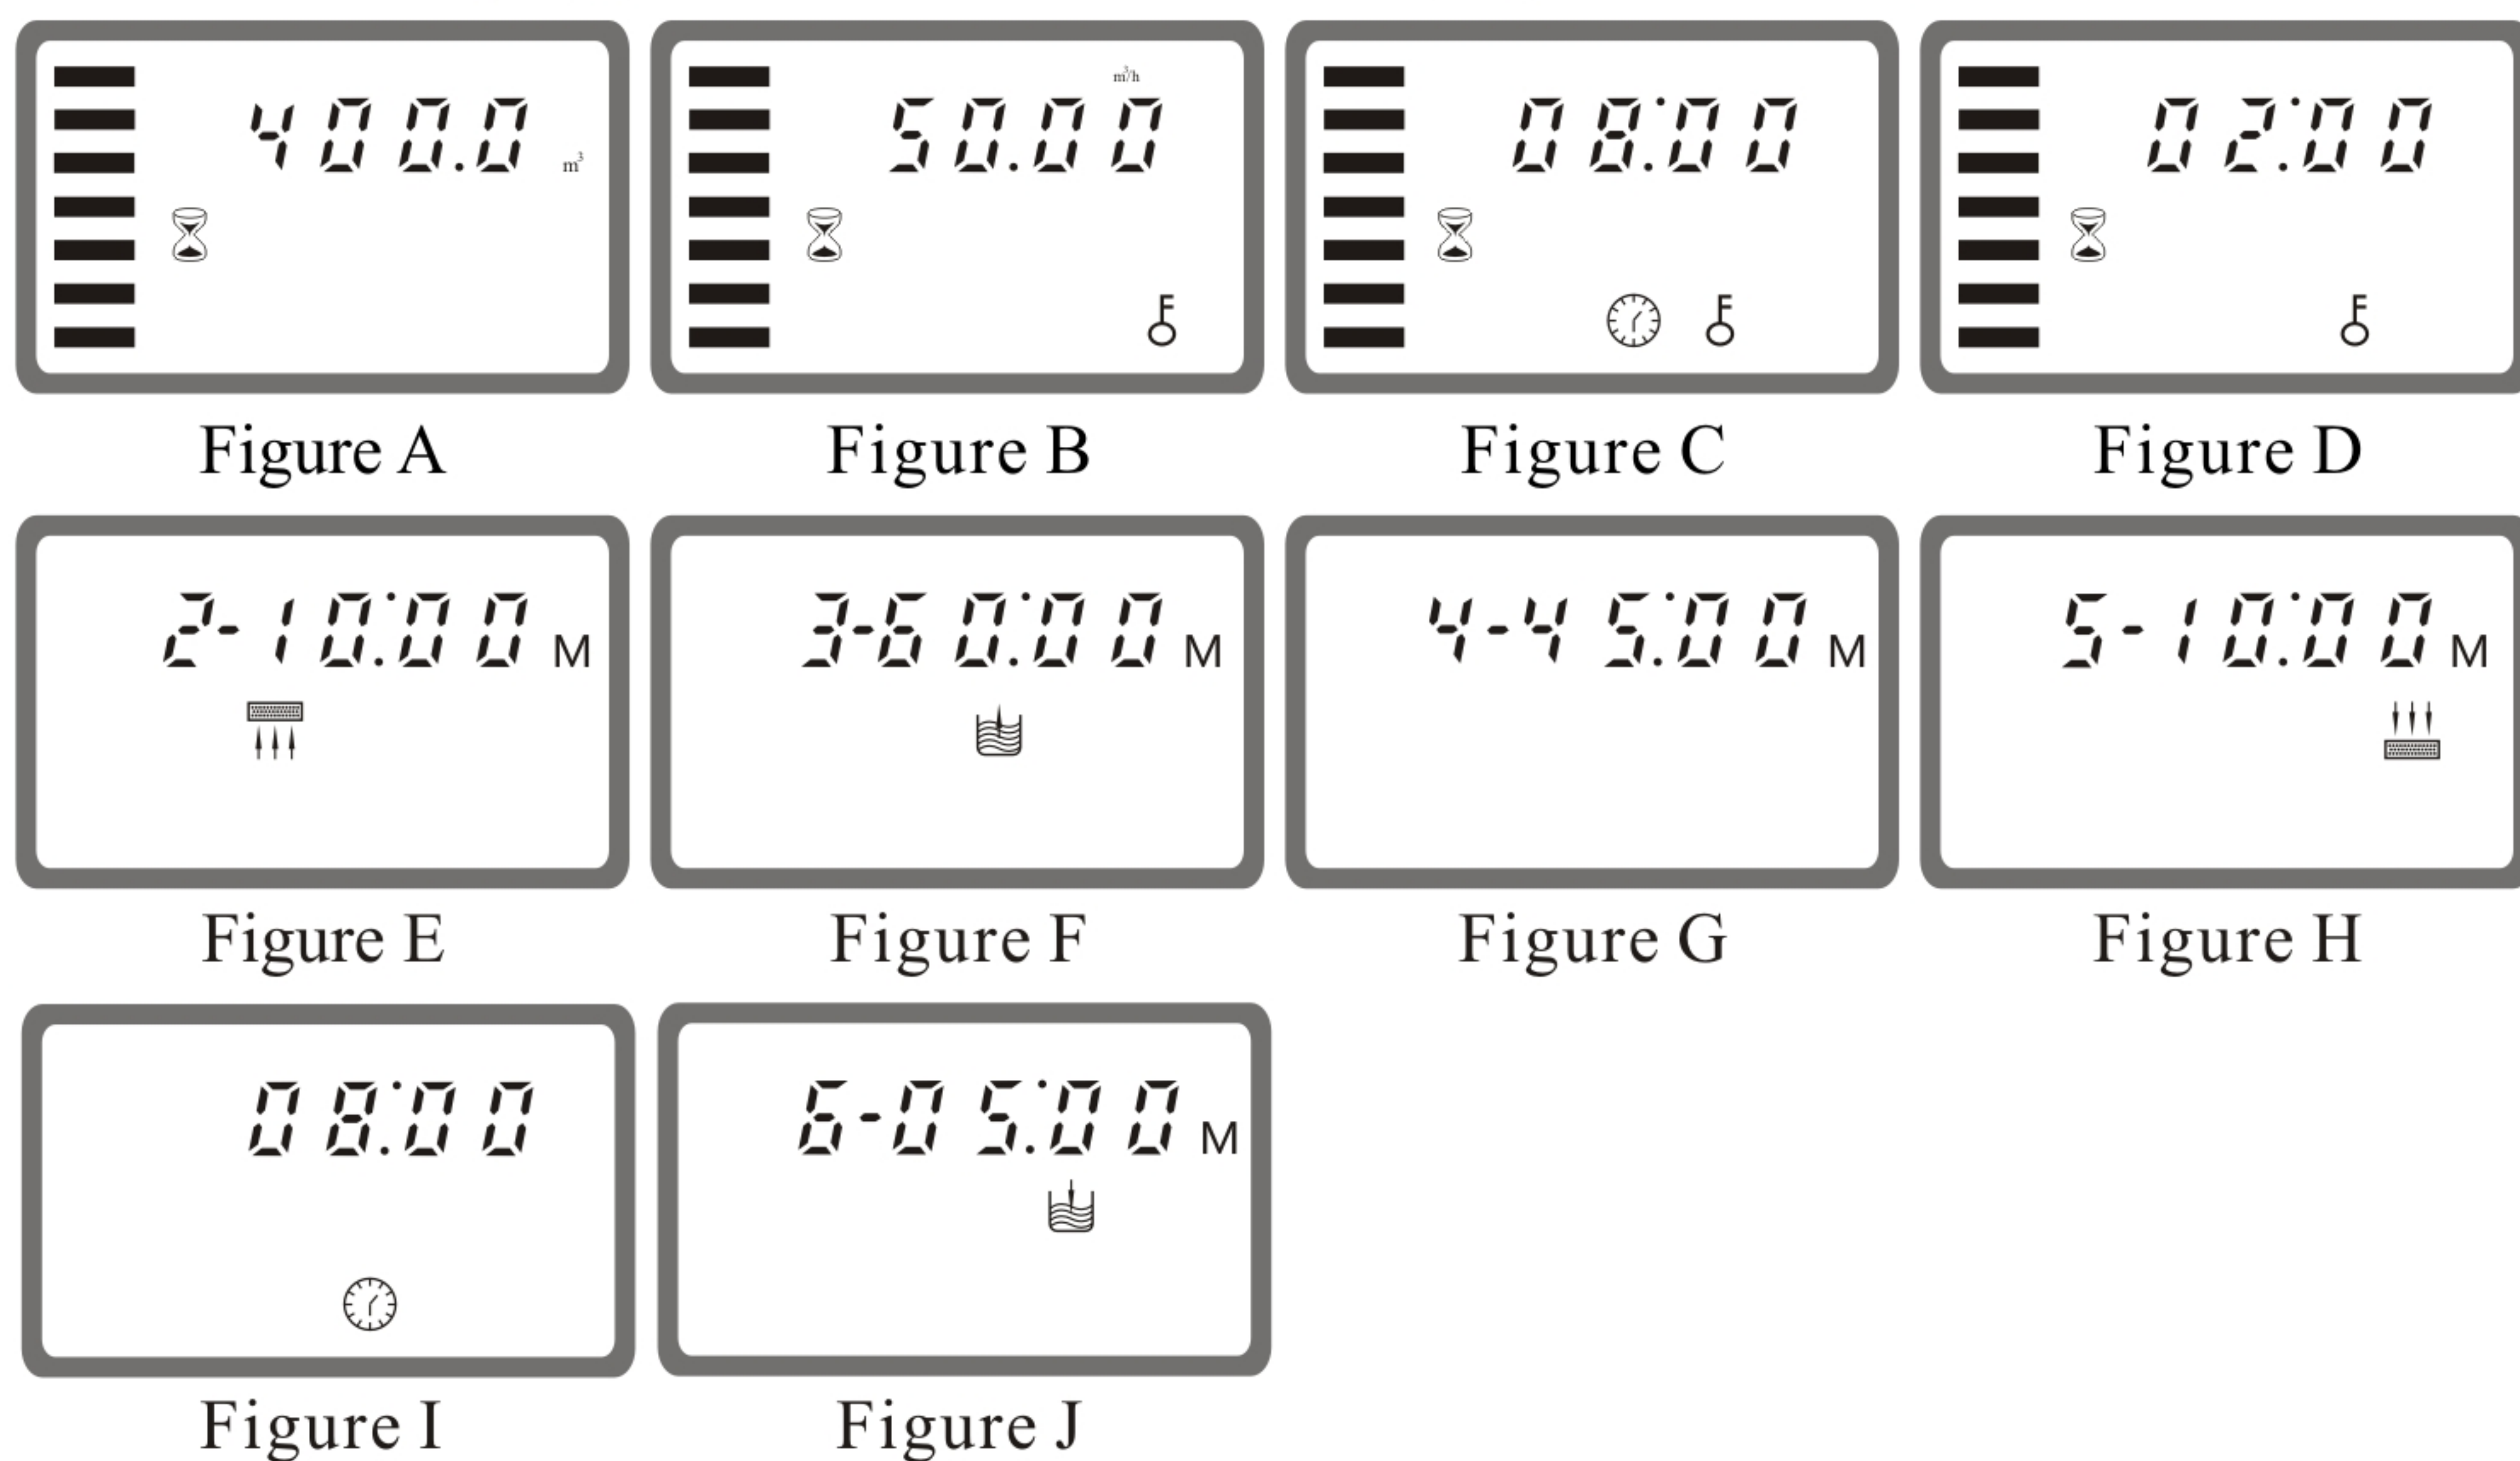 400.0 m³
m³/h
50.00
08:00
02:00
Figure A Figure B Figure C Figure D
2-10:00 M
3-60:00 M
4-45:00 M
5-10:00 M
Figure E Figure F Figure G Figure H
08:00
6-05:00 M
Figure I Figure J